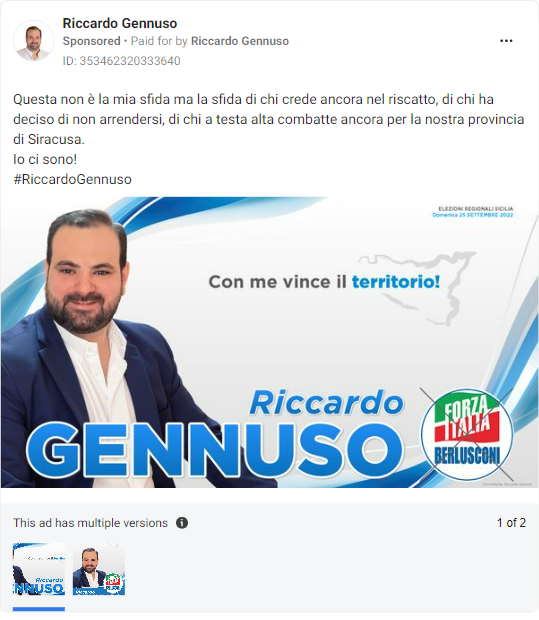 Riccardo Gennuso
Sponsored • Paid for by Riccardo Gennuso
ID: 353462320333640
Questa non è la mia sfida ma la sfida di chi crede ancora nel riscatto, di chi ha
deciso di non arrendersi, di chi a testa alta combatte ancora per la nostra provincia
di Siracusa.
Io ci sono!
#RiccardoGennuso
ELEZIONI REGIONALI SICILIA
Domenica 25 SETTEMBRE 2022
Con me vince il territorio!
Riccardo
GENNUSO
FORZA
ITALIA
BERLUSCONI
This ad has multiple versions
1 of 2
Riccardo
NNUSO
Riccardo